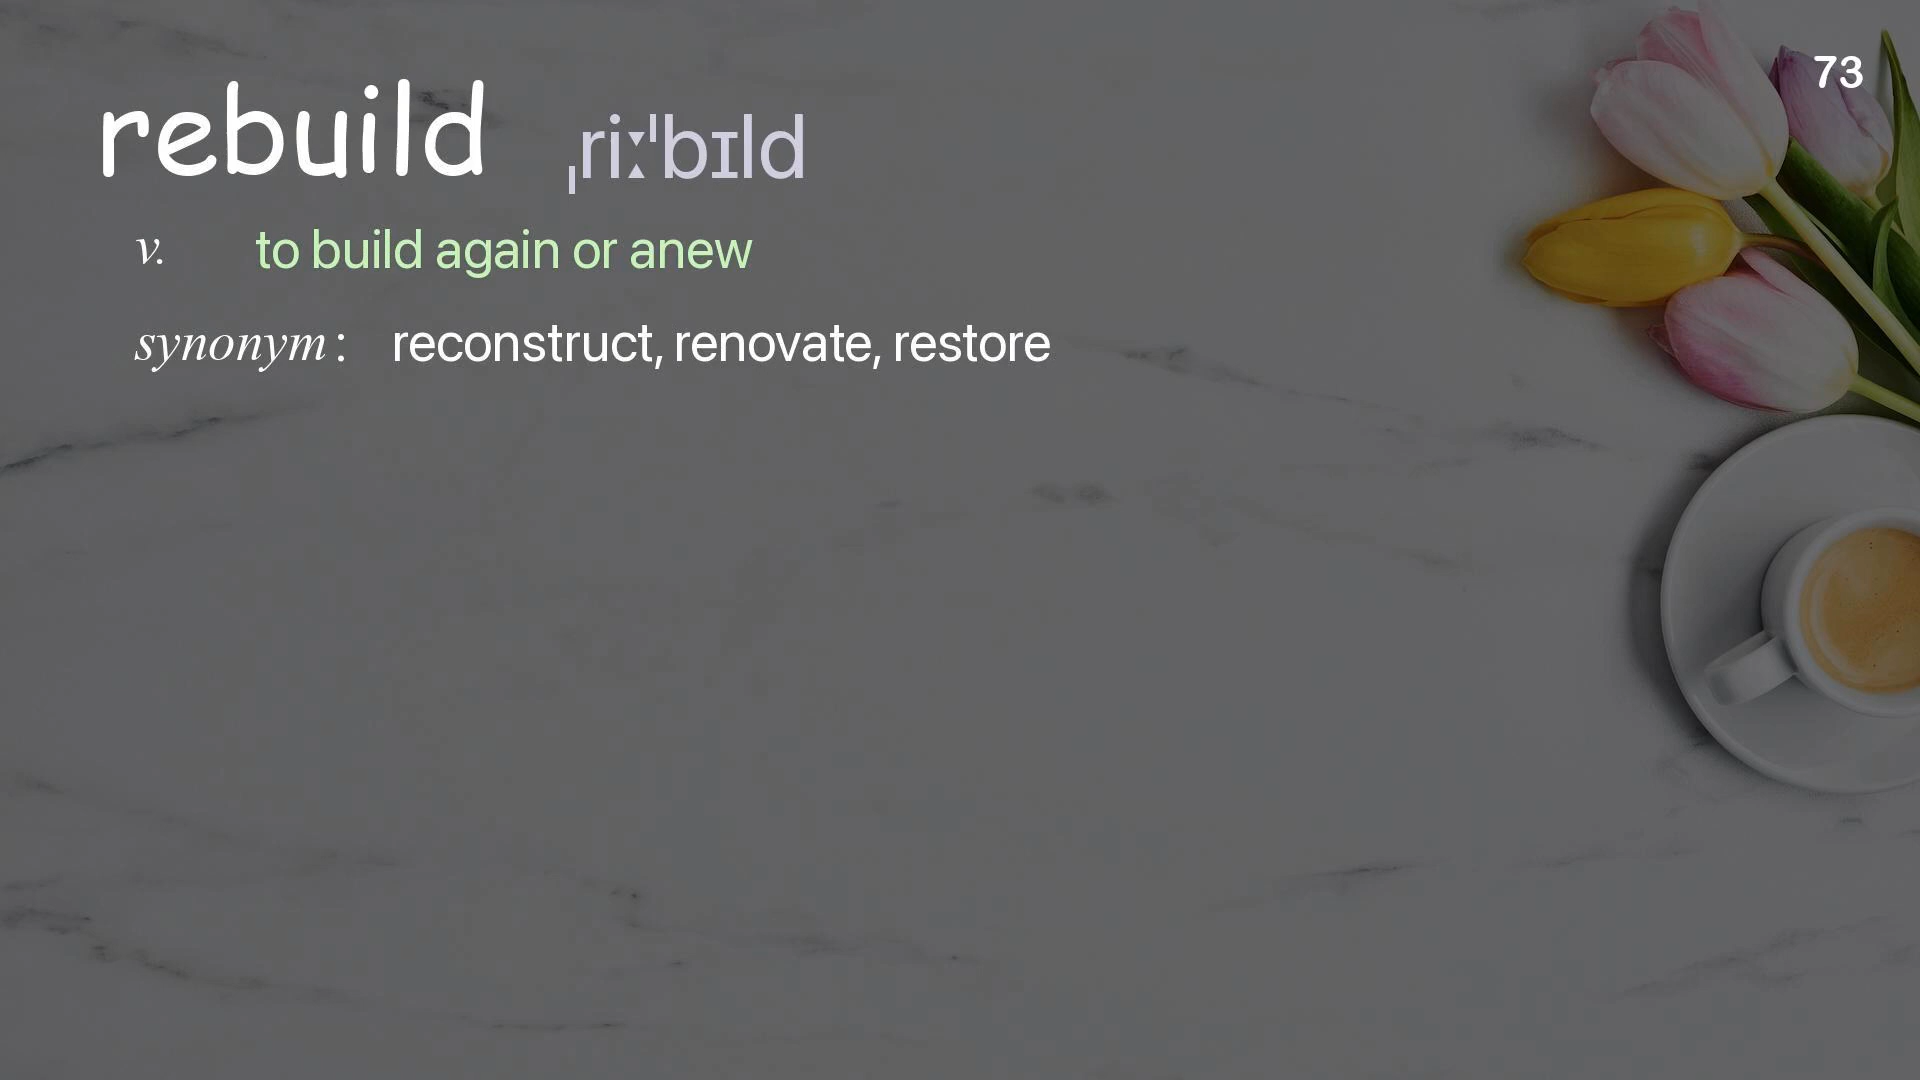 73
rebuild ˌriːˈbɪld
v. to build again or anew
synonym : reconstruct, renovate, restore